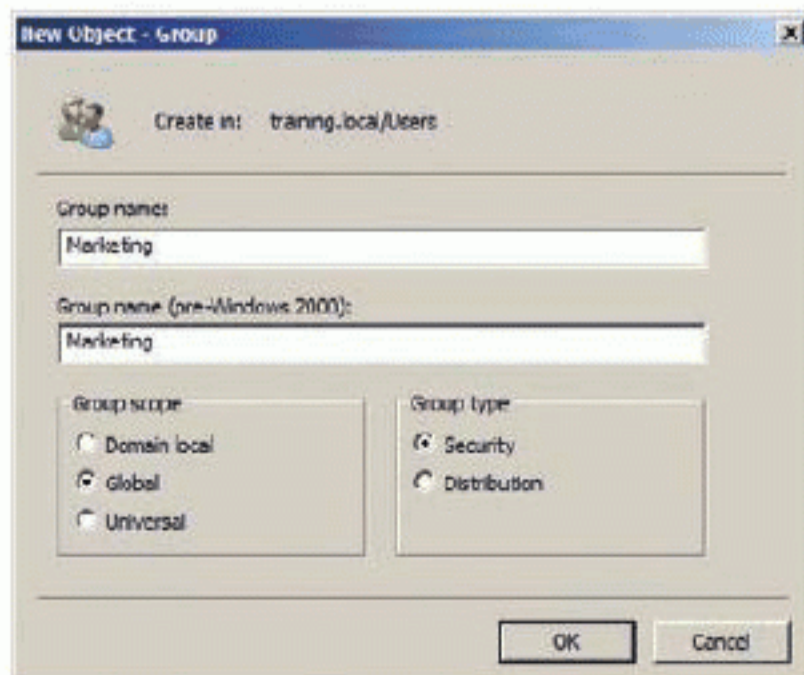 New Object - Group
Create in: training.local/Users
Group name:
Marketing
Group name (pre-Windows 2000):
Marketing
Group scope
Domain local
Global
Universal
Group type
Security
Distribution
OK
Cancel